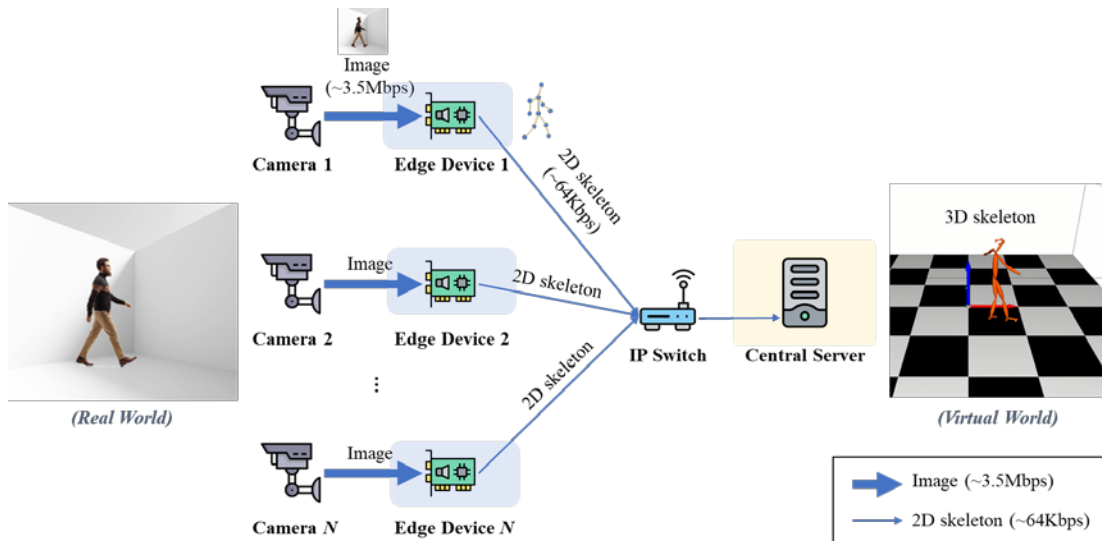 Image
(~3.5Mbps)
Camera 1
Edge Device 1
2D skeleton
(~64Kbps)
Image
2D skeleton
Camera 2
Edge Device 2
IP Switch
Central Server
3D skeleton
(Real World)
(Virtual World)
...
2D skeleton
Image
Camera N
Edge Device N
Image (~3.5Mbps)
2D skeleton (~64Kbps)